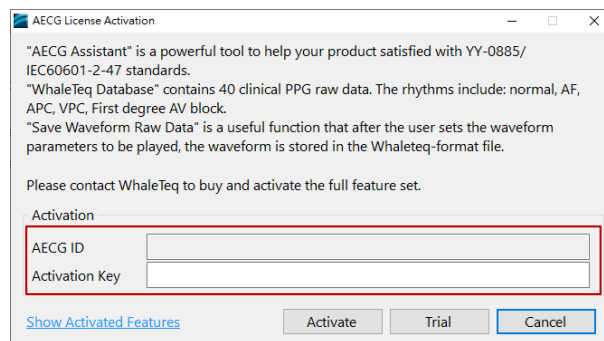 AECG License Activation
"AECG Assistant" is a powerful tool to help your product satisfied with YY-0885/
IEC60601-2-47 standards.
"WhaleTeq Database" contains 40 clinical PPG raw data. The rhythms include: normal, AF,
APC, VPC, First degree AV block.
"Save Waveform Raw Data" is a useful function that after the user sets the waveform
parameters to be played, the waveform is stored in the Whaleteq-format file.
Please contact WhaleTeq to buy and activate the full feature set.
Activation
AECG ID
Activation Key
Show Activated Features Activate Trial Cancel